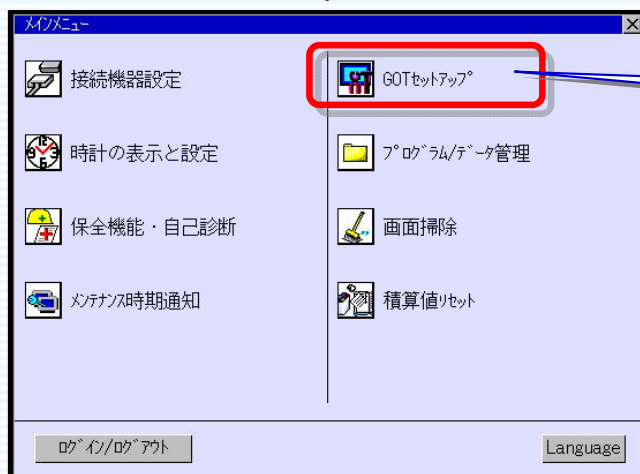 ﾒｲﾝﾒﾆｭｰ
接続機器設定
GOTｾｯﾄｱｯﾌﾟ
時計の表示と設定
ﾌﾟﾛｸﾞﾗﾑ/ﾃﾞｰﾀ管理
保全機能・自己診断
画面掃除
ﾒﾝﾃﾅﾝｽ時期通知
積算値ﾘｾｯﾄ
ﾛｸﾞｲﾝ/ﾛｸﾞｱｳﾄ
Language